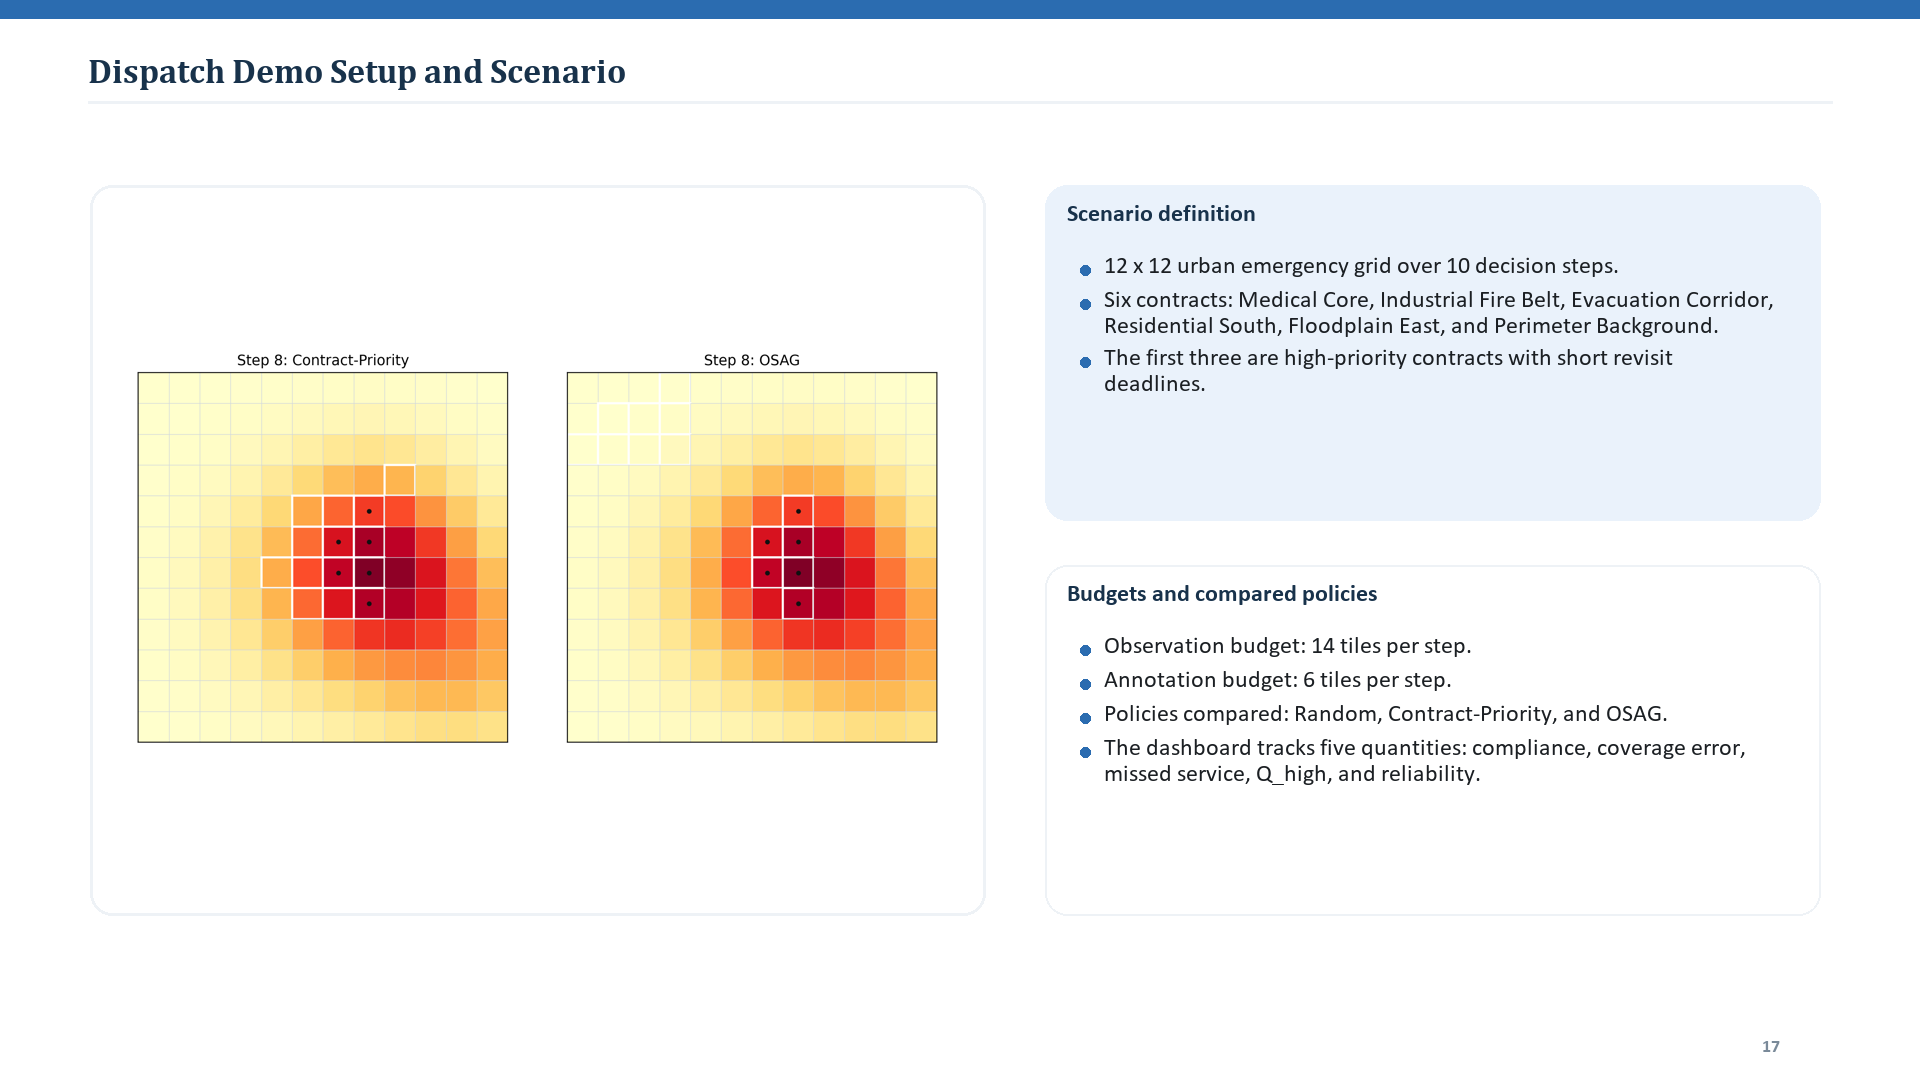 Dispatch Demo Setup and Scenario
Step 8: Contract-Priority
Step 8: OSAG
Scenario definition
12 x 12 urban emergency grid over 10 decision steps.
Six contracts: Medical Core, Industrial Fire Belt, Evacuation Corridor,
Residential South, Floodplain East, and Perimeter Background.
The first three are high-priority contracts with short revisit
deadlines.
Budgets and compared policies
Observation budget: 14 tiles per step.
Annotation budget: 6 tiles per step.
Policies compared: Random, Contract-Priority, and OSAG.
The dashboard tracks five quantities: compliance, coverage error,
missed service, Q_high, and reliability.
17